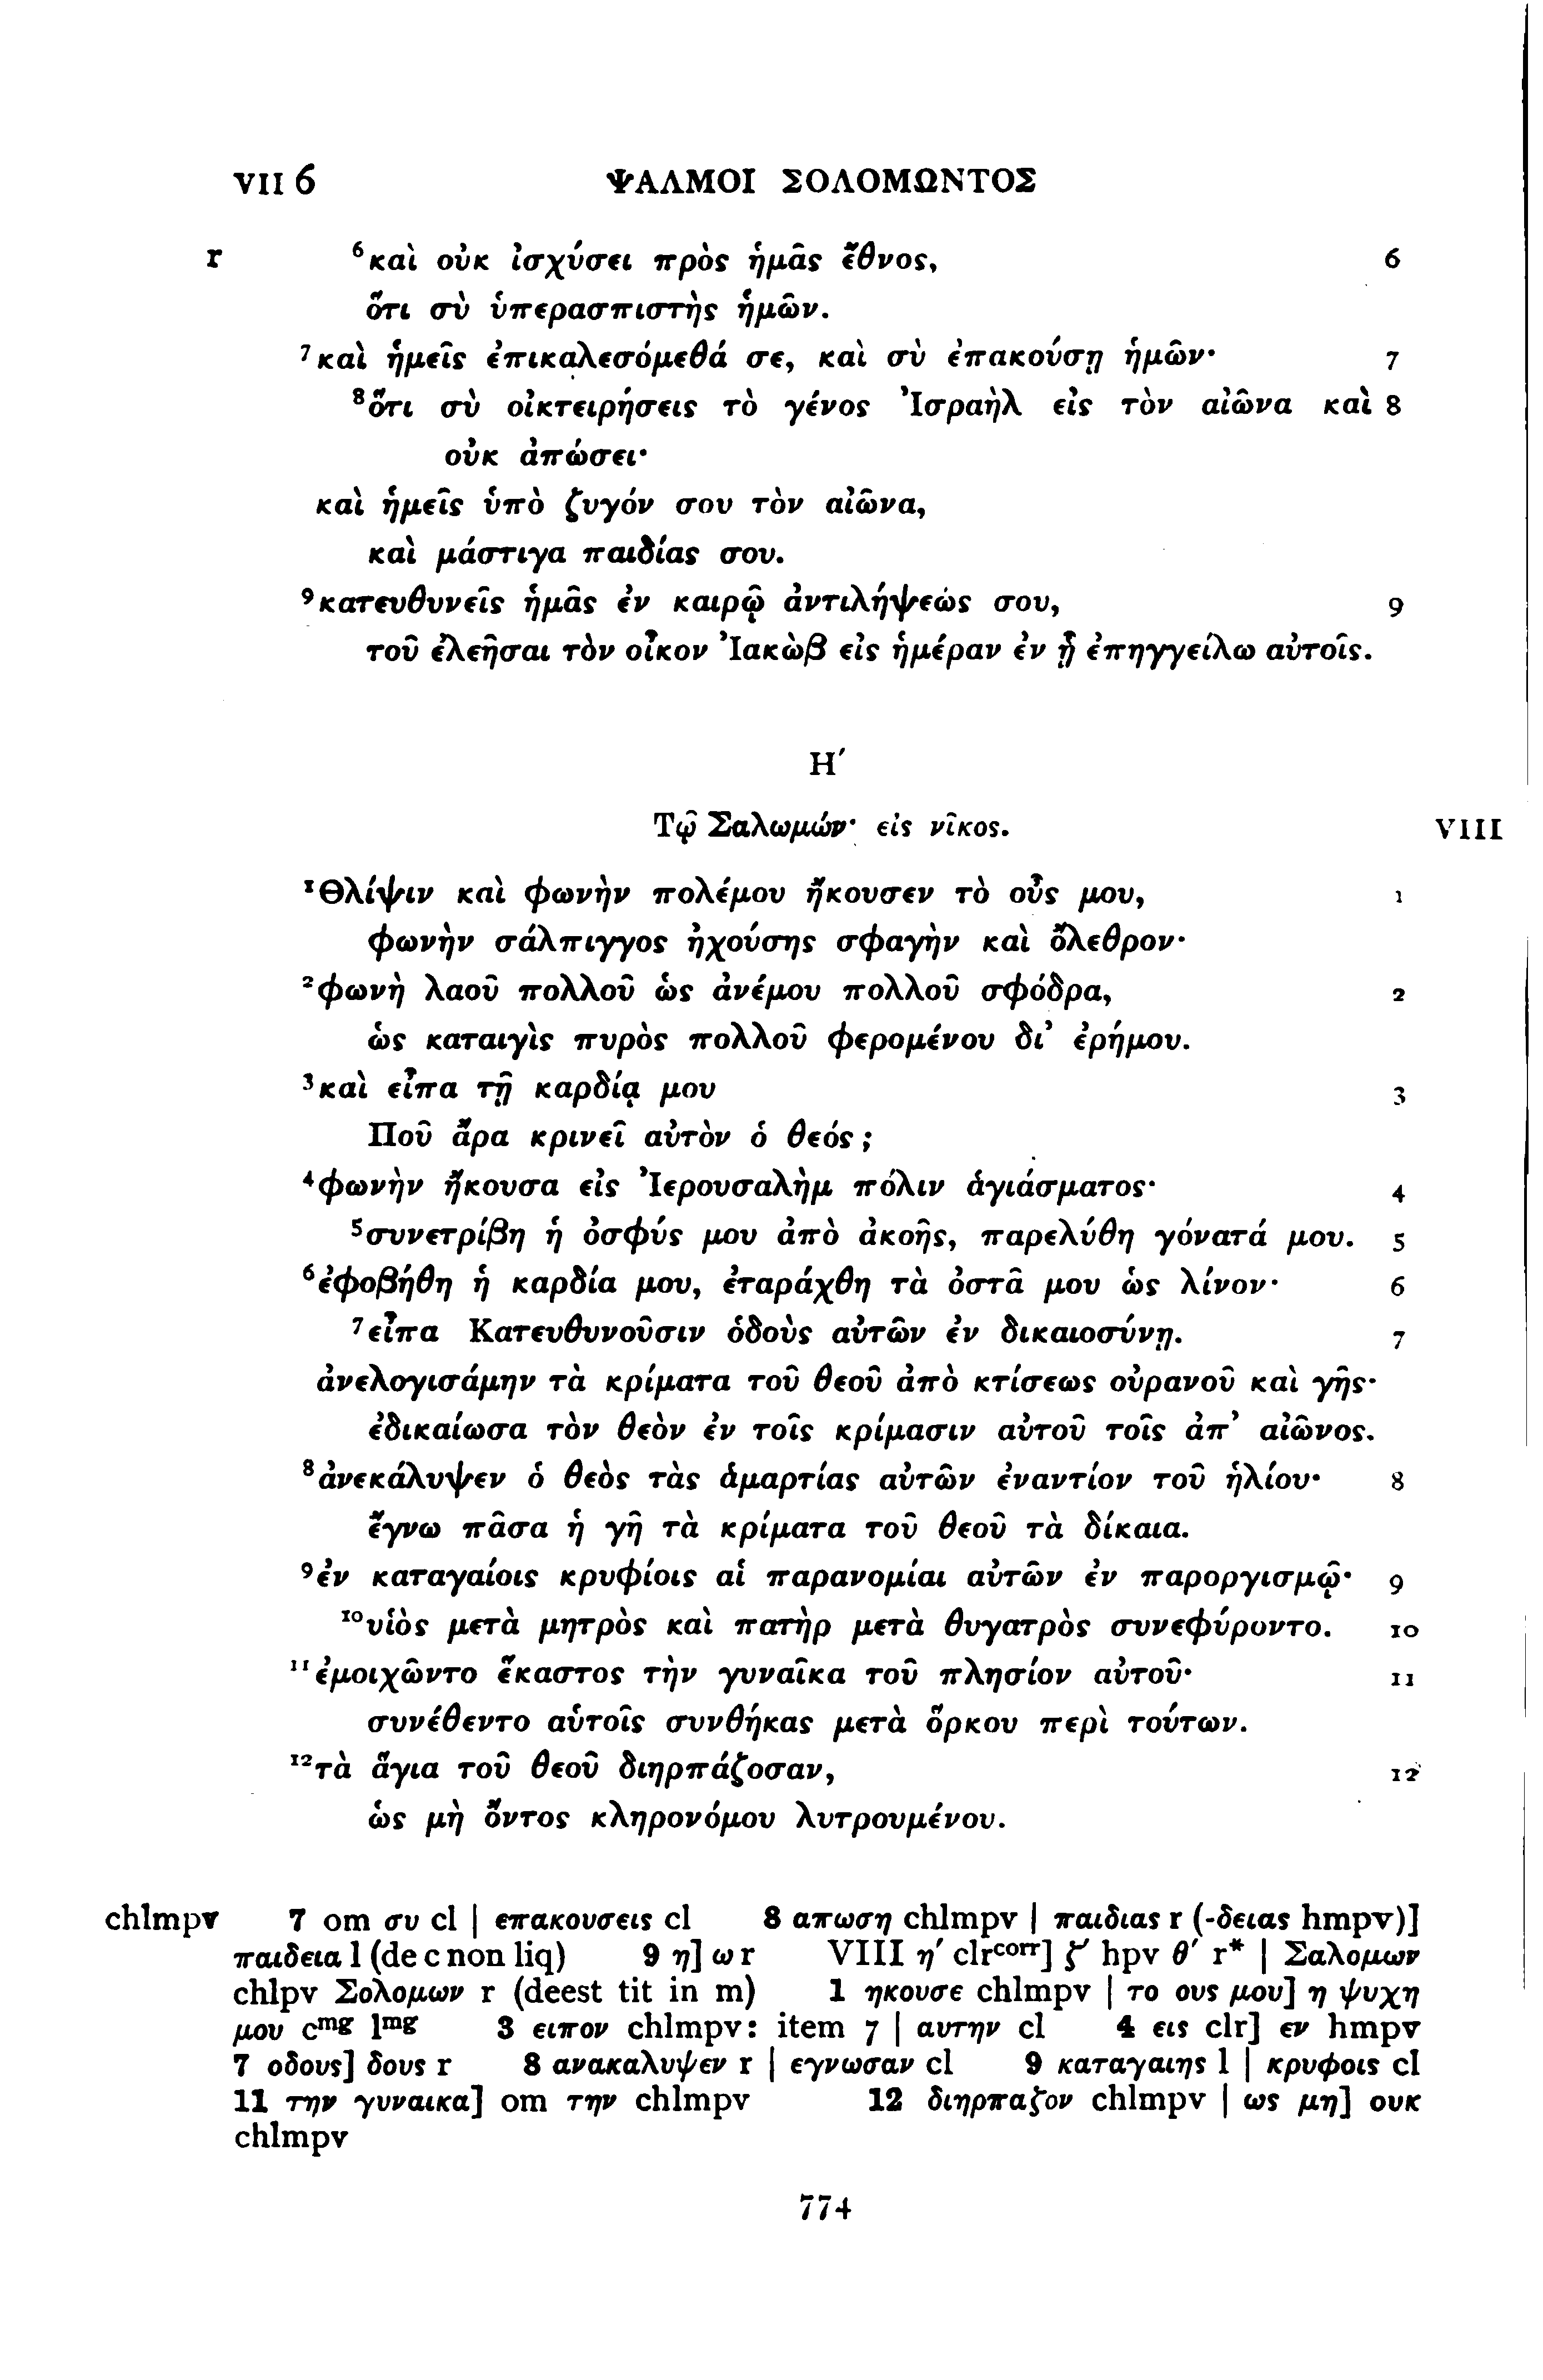 VII 6 ΨΑΛΜΟΙ ΣΟΛΟΜΩΝΤΟΣ
r ⁶καὶ οὐκ ἰσχύσει πρὸς ἡμᾶς ἔθνος, 6
ὅτι σὺ ὑπερασπιστὴς ἡμῶν.
⁷καὶ ἡμεῖς ἐπικαλεσόμεθά σε, καὶ σὺ ἐπακούσῃ ἡμῶν· 7
⁸ὅτι σὺ οἰκτειρήσεις τὸ γένος Ἰσραὴλ εἰς τὸν αἰῶνα καὶ 8
οὐκ ἀπώσει·
καὶ ἡμεῖς ὑπὸ ζυγόν σου τὸν αἰῶνα,
καὶ μάστιγα παιδίας σου.
⁹κατευθυνεῖς ἡμᾶς ἐν καιρῷ ἀντιλήψεώς σου, 9
τοῦ ἐλεῆσαι τὸν οἶκον Ἰακὼβ εἰς ἡμέραν ἐν ᾗ ἐπηγγείλω αὐτοῖς.
Η´
Τῷ Σαλωμών· εἰς νῖκος. VIII
¹Θλίψιν καὶ φωνὴν πολέμου ἤκουσεν τὸ οὖς μου, 1
φωνὴν σάλπιγγος ἠχούσης σφαγὴν καὶ ὄλεθρον·
²φωνὴ λαοῦ πολλοῦ ὡς ἀνέμου πολλοῦ σφόδρα, 2
ὡς καταιγὶς πυρὸς πολλοῦ φερομένου δι’ ἐρήμου.
³καὶ εἶπα τῇ καρδίᾳ μου 3
Ποῦ ἄρα κρινεῖ αὐτὸν ὁ θεός;
⁴φωνὴν ἤκουσα εἰς Ἰερουσαλὴμ πόλιν ἁγιάσματος· 4
⁵συνετρίβη ἡ ὀσφύς μου ἀπὸ ἀκοῆς, παρελύθη γόνατά μου. 5
⁶ἐφοβήθη ἡ καρδία μου, ἐταράχθη τὰ ὀστᾶ μου ὡς λίνον· 6
⁷εἶπα Κατευθυνοῦσιν ὁδοὺς αὐτῶν ἐν δικαιοσύνῃ. 7
ἀνελογισάμην τὰ κρίματα τοῦ θεοῦ ἀπὸ κτίσεως οὐρανοῦ καὶ γῆς·
ἐδικαίωσα τὸν θεὸν ἐν τοῖς κρίμασιν αὐτοῦ τοῖς ἀπ’ αἰῶνος.
⁸ἀνεκάλυψεν ὁ θεὸς τὰς ἁμαρτίας αὐτῶν ἐναντίον τοῦ ἡλίου· 8
ἔγνω πᾶσα ἡ γῆ τὰ κρίματα τοῦ θεοῦ τὰ δίκαια.
⁹ἐν καταγαίοις κρυφίοις αἱ παρανομίαι αὐτῶν ἐν παροργισμῷ· 9
¹⁰υἱὸς μετὰ μητρὸς καὶ πατὴρ μετὰ θυγατρὸς συνεφύροντο. 10
¹¹ἐμοιχῶντο ἕκαστος τὴν γυναῖκα τοῦ πλησίον αὐτοῦ· 11
συνέθεντο αὑτοῖς συνθήκας μετὰ ὅρκου περὶ τούτων.
¹²τὰ ἅγια τοῦ θεοῦ διηρπάζοσαν, 12
ὡς μὴ ὄντος κληρονόμου λυτρουμένου.
chlmpv 7 om συ cl | επακουσεις cl 8 απωση chlmpv | παιδιας r (-δειας hmpv)]
παιδεια l (de c non liq) 9 η] ω r VIII η´ clrᶜᵒʳʳ] ζ´ hpv θ´ r* | Σαλομων
chlpv Σολομων r (deest tit in m) 1 ηκουσε chlmpv | το ους μου] η ψυχη
μου cᵐᵍ lᵐᵍ 3 ειπον chlmpv: item 7 | αυτην cl 4 εις clr] εν hmpv
7 οδους] δους r 8 ανακαλυψεν r | εγνωσαν cl 9 καταγαιης l | κρυφοις cl
11 την γυναικα] om την chlmpv 12 διηρπαζον chlmpv | ως μη] ουκ
chlmpv
774